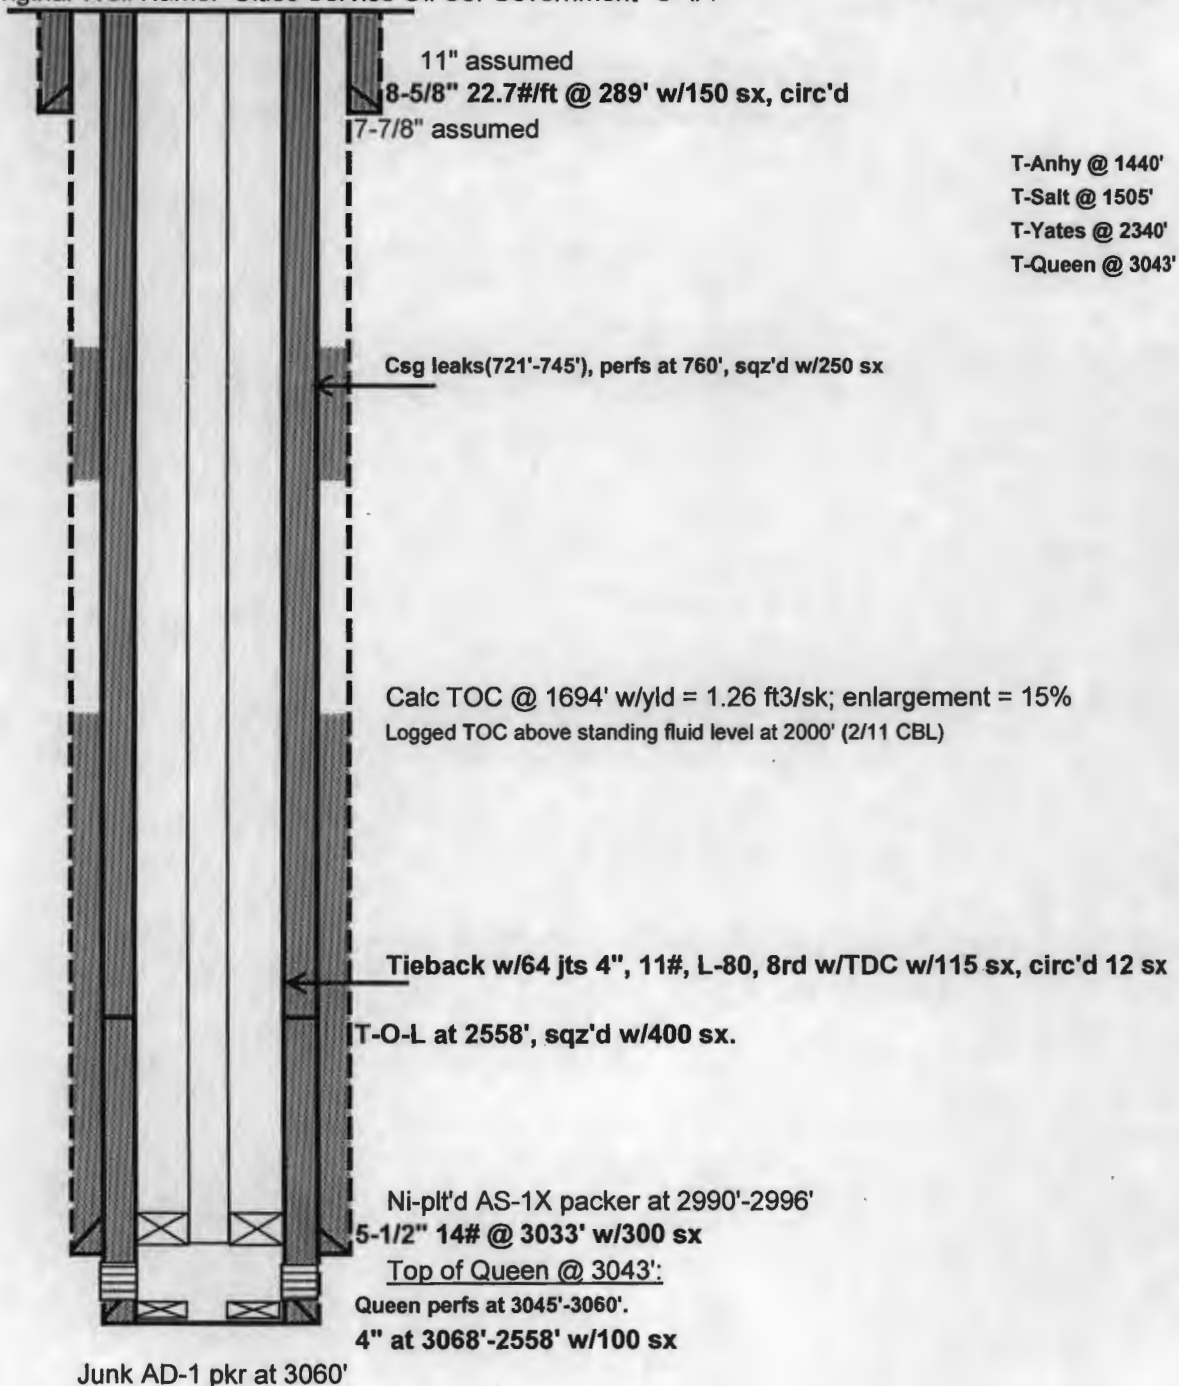 11" assumed
8-5/8" 22.7#/ft @ 289' w/150 sx, circ'd
7-7/8" assumed
T-Anhy @ 1440'
T-Salt @ 1505'
T-Yates @ 2340'
T-Queen @ 3043'
Csg leaks(721'-745'), perfs at 760', sqz'd w/250 sx
Calc TOC @ 1694' w/yld = 1.26 ft3/sk; enlargement = 15%
Logged TOC above standing fluid level at 2000' (2/11 CBL)
Tieback w/64 jts 4", 11#, L-80, 8rd w/TDC w/115 sx, circ'd 12 sx
T-O-L at 2558', sqz'd w/400 sx.
Ni-plt'd AS-1X packer at 2990'-2996'
5-1/2" 14# @ 3033' w/300 sx
Top of Queen @ 3043':
Queen perfs at 3045'-3060'.
4" at 3068'-2558' w/100 sx
Junk AD-1 pkr at 3060'